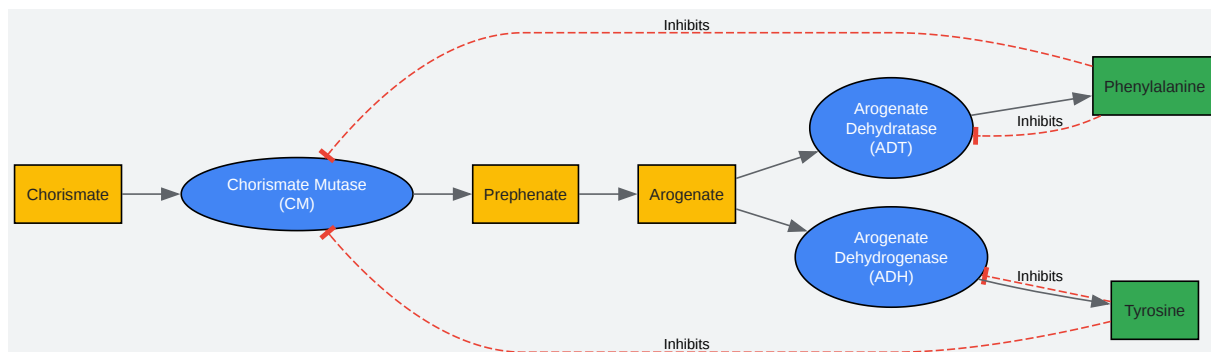 Inhibits
Phenylalanine
Arogenate
Dehydratase
(ADT)
Inhibits
Chorismate
Chorismate Mutase
(CM)
Prephenate
Arogenate
Arogenate
Dehydrogenase
(ADH)
Inhibits
Tyrosine
Inhibits